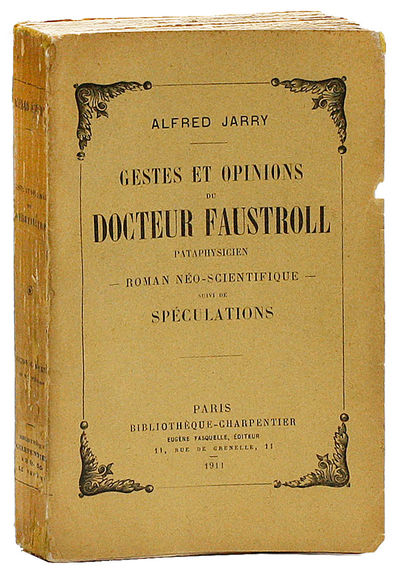 ALFRED JARRY
GESTES ET OPINIONS
DU
DOCTEUR FAUSTROLL
PATAPHYSICIEN
— ROMAN NÉO-SCIENTIFIQUE —
SUIVI DE
SPÉCULATIONS
PARIS
BIBLIOTHÈQUE-CHARPENTIER
EUGÈNE FASQUELLE, ÉDITEUR
11, RUE DE GRENELLE, 11
1911